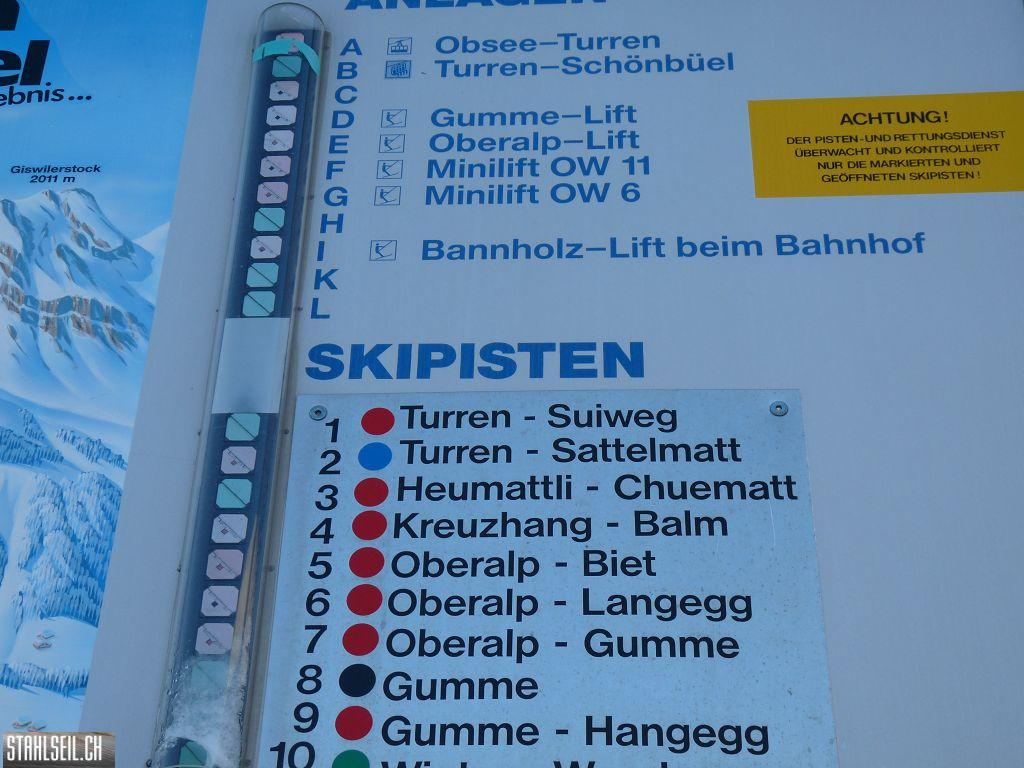 ANLAGEN
el
ebnis...
Giswilerstock
2011 m
A Obsee–Turren
B Turren–Schönbüel
C
D Gumme–Lift
E Oberalp–Lift
F Minilift OW 11
G Minilift OW 6
H
I Bannholz–Lift beim Bahnhof
K
L
ACHTUNG!
DER PISTEN-UND RETTUNGSDIENST
ÜBERWACHT UND KONTROLLIERT
NUR DIE MARKIERTEN UND
GEÖFFNETEN SKIPISTEN!
SKIPISTEN
1 Turren - Suiweg
2 Turren - Sattelmatt
3 Heumattli - Chuematt
4 Kreuzhang - Balm
5 Oberalp - Biet
6 Oberalp - Langegg
7 Oberalp - Gumme
8 Gumme
9 Gumme - Hangegg
10
STAHLSEIL.CH